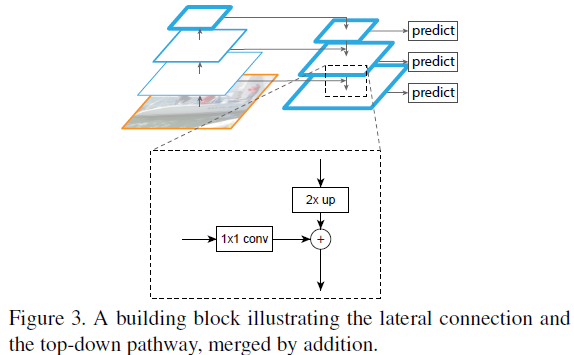 predict
predict
predict
2x up
1x1 conv
+
Figure 3. A building block illustrating the lateral connection and
the top-down pathway, merged by addition.